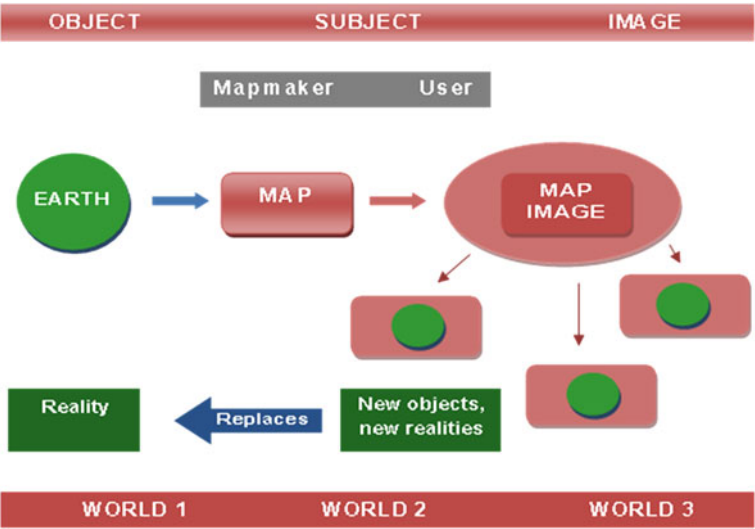 OBJECT SUBJECT IMAGE
Mapmaker User
EARTH
MAP
MAP
IMAGE
Reality
Replaces
New objects,
new realities
WORLD 1 WORLD 2 WORLD 3